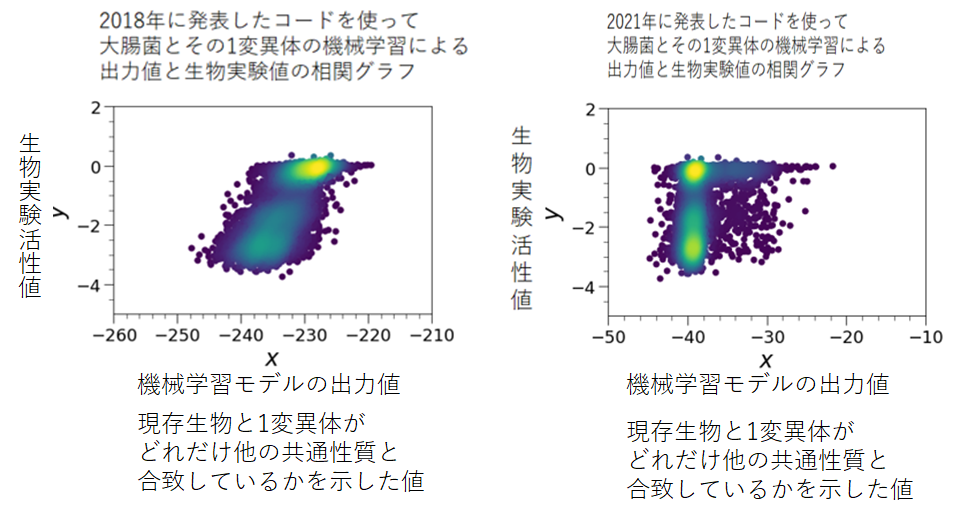 2018年に発表したコードを使って
大腸菌とその1変異体の機械学習による
出力値と生物実験値の相関グラフ
生物実験活性値
y
2
0
−2
−4
−260 −250 −240 −230 −220 −210
x
機械学習モデルの出力値
現存生物と1変異体が
どれだけ他の共通性質と
合致しているかを示した値
2021年に発表したコードを使って
大腸菌とその1変異体の機械学習による
出力値と生物実験値の相関グラフ
生物実験活性値
y
2
0
−2
−4
−50 −40 −30 −20 −10
x
機械学習モデルの出力値
現存生物と1変異体が
どれだけ他の共通性質と
合致しているかを示した値